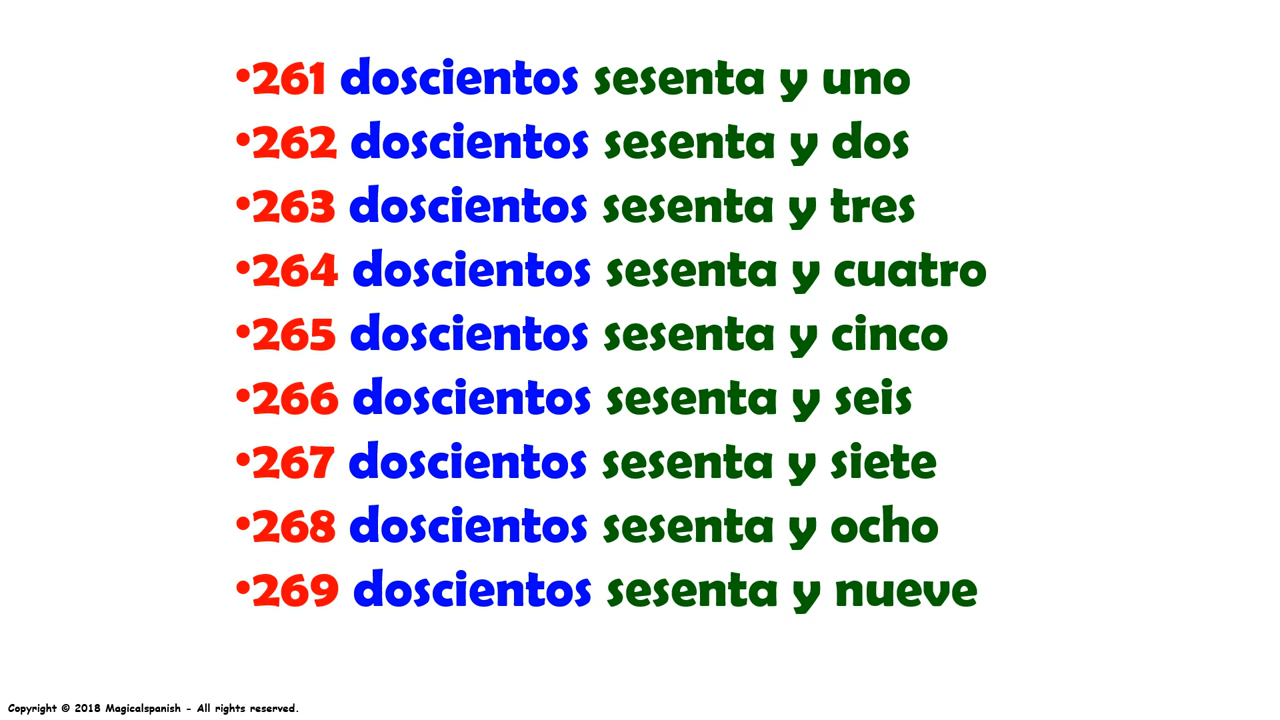 •261 doscientos sesenta y uno
•262 doscientos sesenta y dos
•263 doscientos sesenta y tres
•264 doscientos sesenta y cuatro
•265 doscientos sesenta y cinco
•266 doscientos sesenta y seis
•267 doscientos sesenta y siete
•268 doscientos sesenta y ocho
•269 doscientos sesenta y nueve
Copyright © 2018 Magicalspanish - All rights reserved.